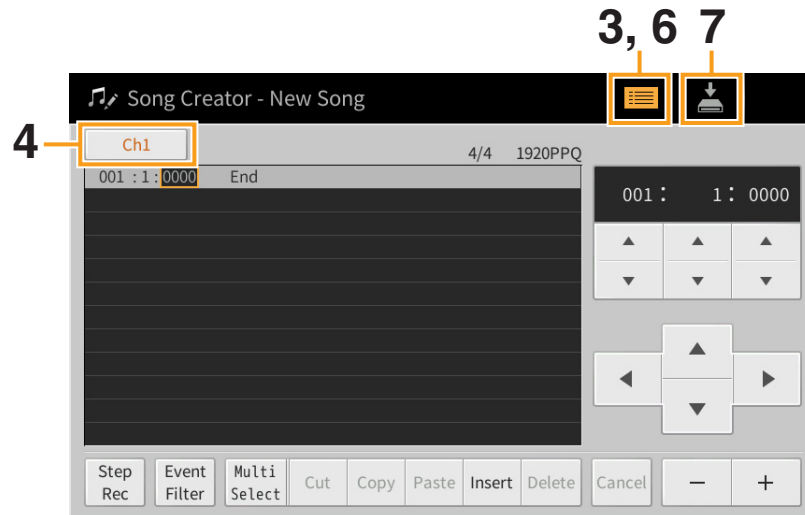 3, 6 7
Song Creator - New Song
4
Ch1
4/4 1920PPQ
001 : 1 : 0000 End
001 : 1 : 0000
Step Rec
Event Filter
Multi Select
Cut
Copy
Paste
Insert
Delete
Cancel
−
+